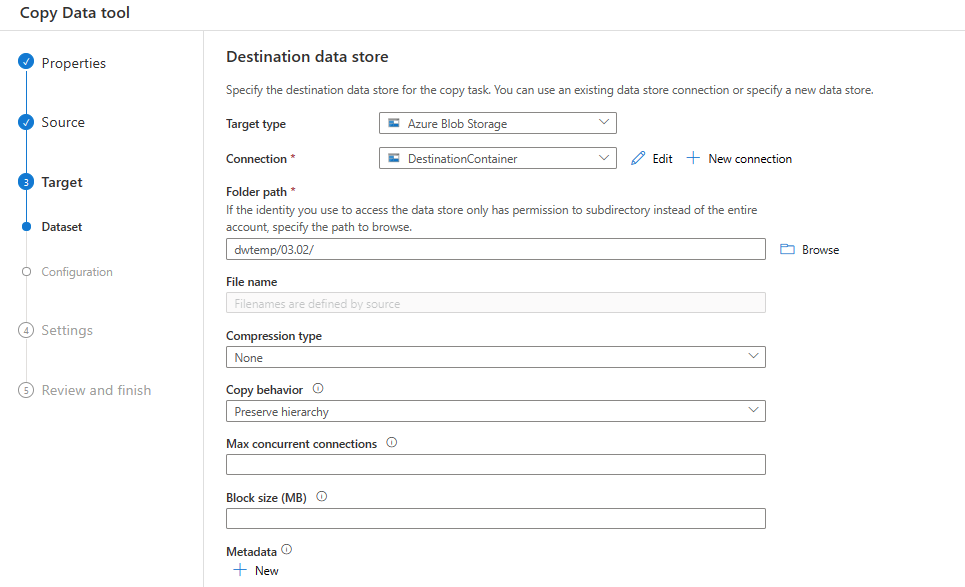 Copy Data tool
Properties
Source
3 Target
Dataset
Configuration
4 Settings
5 Review and finish
Destination data store
Specify the destination data store for the copy task. You can use an existing data store connection or specify a new data store.
Target type Azure Blob Storage
Connection * DestinationContainer Edit New connection
Folder path *
If the identity you use to access the data store only has permission to subdirectory instead of the entire
account, specify the path to browse.
dwtemp/03.02/ Browse
File name
Filenames are defined by source
Compression type
None
Copy behavior
Preserve hierarchy
Max concurrent connections
Block size (MB)
Metadata
New